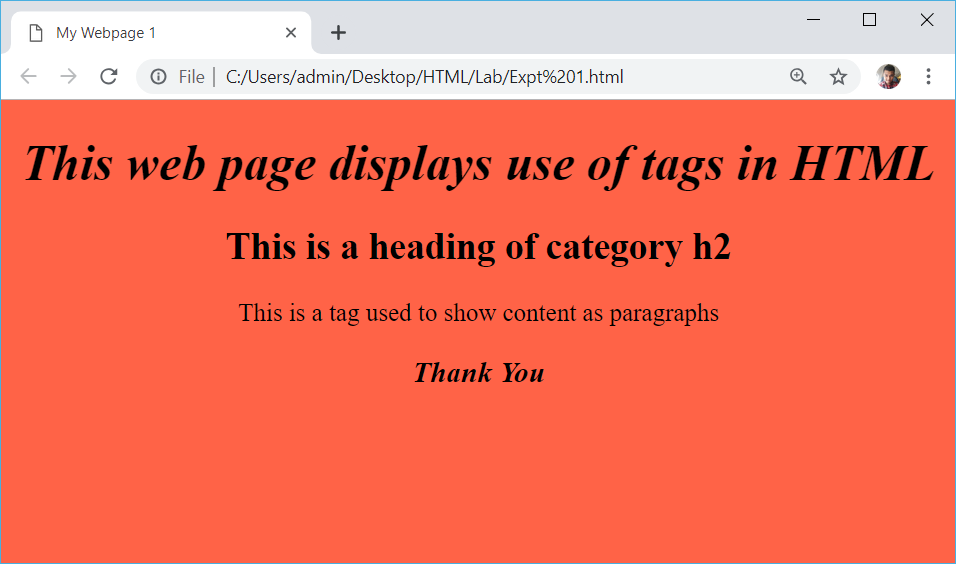 My Webpage 1
File | C:/Users/admin/Desktop/HTML/Lab/Expt%201.html
This web page displays use of tags in HTML
This is a heading of category h2
This is a tag used to show content as paragraphs
Thank You